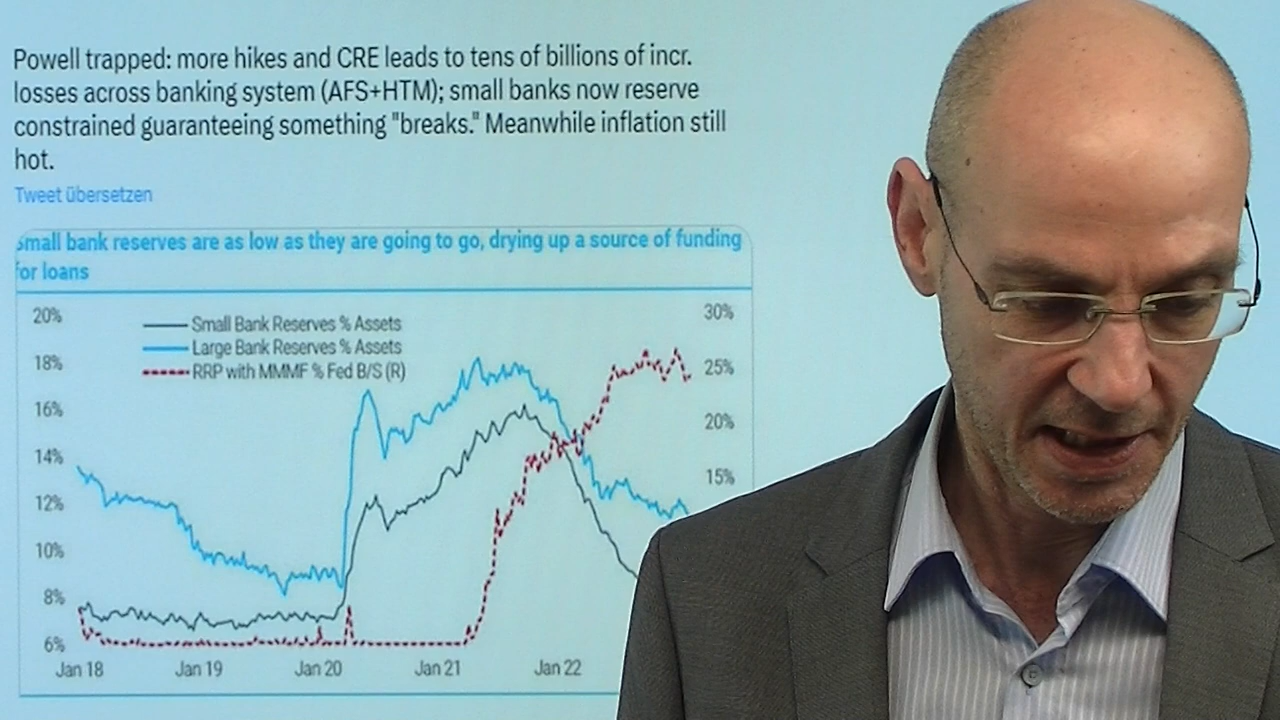 Powell trapped: more hikes and CRE leads to tens of billions of incr.
losses across banking system (AFS+HTM); small banks now reserve
constrained guaranteeing something "breaks." Meanwhile inflation still
hot.
Tweet übersetzen
Small bank reserves are as low as they are going to go, drying up a source of funding
for loans
20%
30%
Small Bank Reserves % Assets
Large Bank Reserves % Assets
RRP with MMMF % Fed B/S (R)
18%
25%
16%
20%
14%
15%
12%
10%
8%
6%
Jan 18 Jan 19 Jan 20 Jan 21 Jan 22